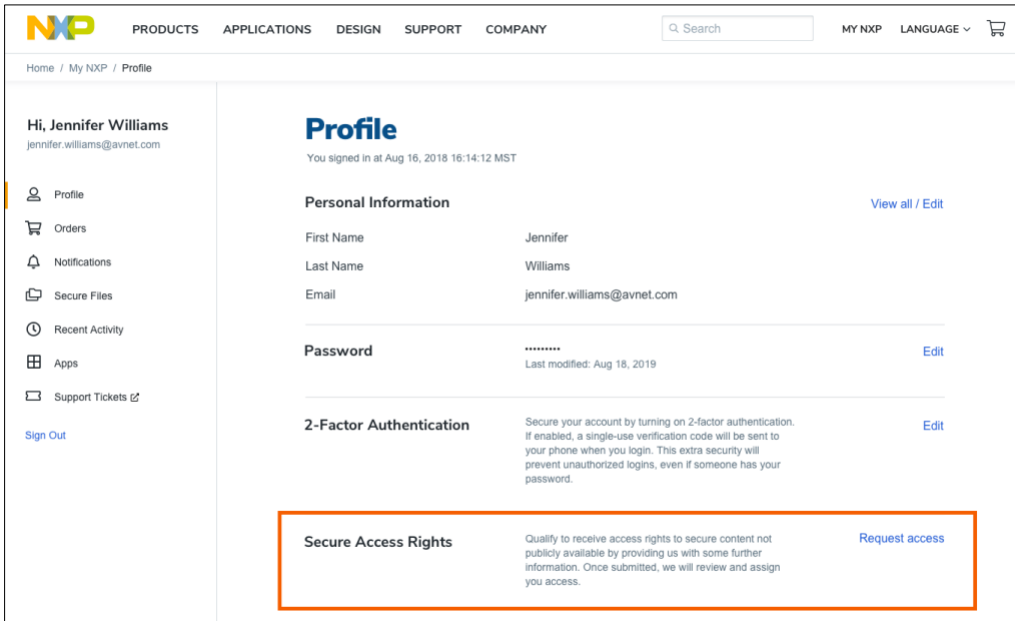 NXP
PRODUCTS APPLICATIONS DESIGN SUPPORT COMPANY
Search
MY NXP LANGUAGE
Home / My NXP / Profile
Hi, Jennifer Williams
jennifer.williams@avnet.com
Profile
Orders
Notifications
Secure Files
Recent Activity
Apps
Support Tickets
Sign Out
Profile
You signed in at Aug 16, 2018 16:14:12 MST
Personal Information View all / Edit
First Name Jennifer
Last Name Williams
Email jennifer.williams@avnet.com
Password ••••••••• Edit
Last modified: Aug 18, 2019
2-Factor Authentication Edit
Secure your account by turning on 2-factor authentication.
If enabled, a single-use verification code will be sent to
your phone when you login. This extra security will
prevent unauthorized logins, even if someone has your
password.
Secure Access Rights Request access
Qualify to receive access rights to secure content not
publicly available by providing us with some further
information. Once submitted, we will review and assign
you access.